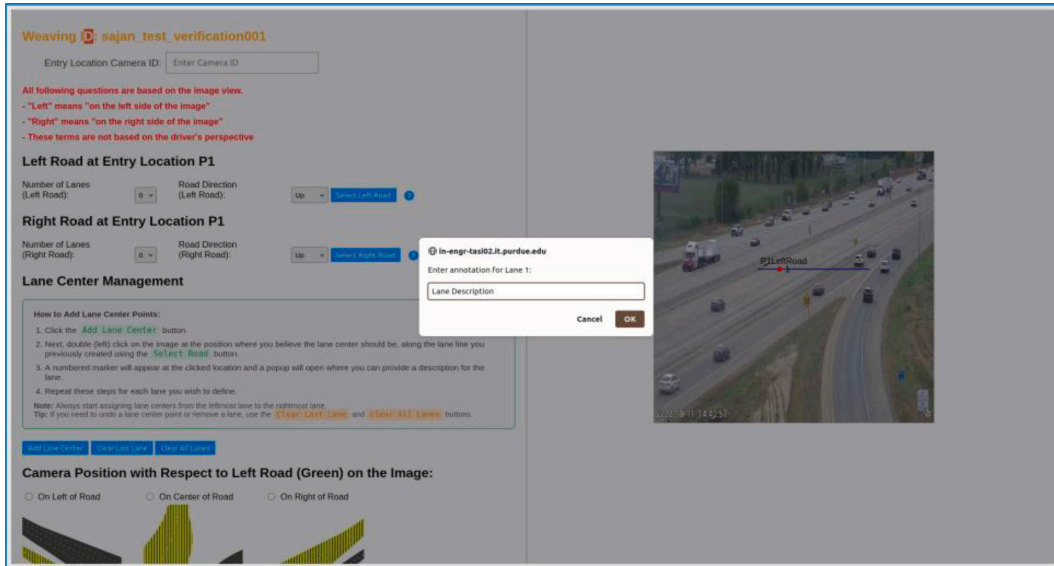 Weaving ID: sajan_test_verification001
Entry Location Camera ID: Enter Camera ID
All following questions are based on the image view.
- "Left" means "on the left side of the image"
- "Right" means "on the right side of the image"
- These terms are not based on the driver's perspective
Left Road at Entry Location P1
Number of Lanes
(Left Road):
0
Road Direction
(Left Road):
Up
Select Left Road
?
Right Road at Entry Location P1
Number of Lanes
(Right Road):
0
Road Direction
(Right Road):
Up
Select Right Road
?
Lane Center Management
How to Add Lane Center Points:
1. Click the Add Lane Center button.
2. Next, double (left) click on the image at the position where you believe the lane center should be, along the lane line you
previously created using the Select Road button.
3. A numbered marker will appear at the clicked location and a popup will open where you can provide a description for the
lane.
4. Repeat these steps for each lane you wish to define.
Note: Always start assigning lane centers from the leftmost lane to the rightmost lane.
Tip: If you need to undo a lane center point or remove a lane, use the Clear Last Lane and Clear All Lanes buttons.
Add Lane Center
Clear Last Lane
Clear All Lanes
Camera Position with Respect to Left Road (Green) on the Image:
On Left of Road
On Center of Road
On Right of Road
in-engr-tasi02.it.purdue.edu
Enter annotation for Lane 1:
Lane Description
Cancel
OK
P1LeftRoad